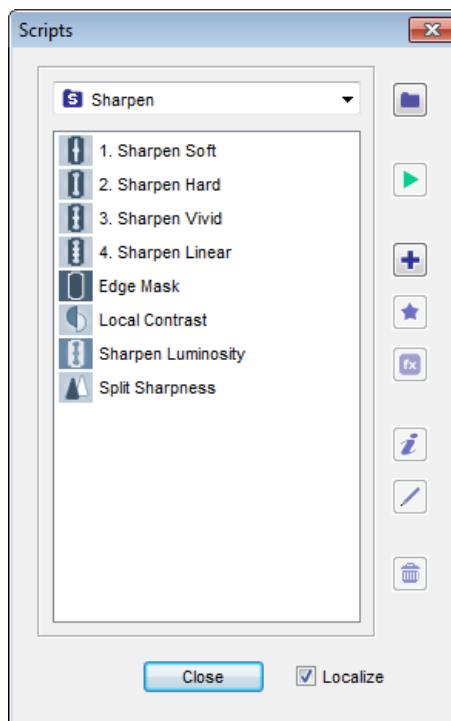 Scripts
S Sharpen
1. Sharpen Soft
2. Sharpen Hard
3. Sharpen Vivid
4. Sharpen Linear
Edge Mask
Local Contrast
Sharpen Luminosity
Split Sharpness
fx
i
Close
Localize